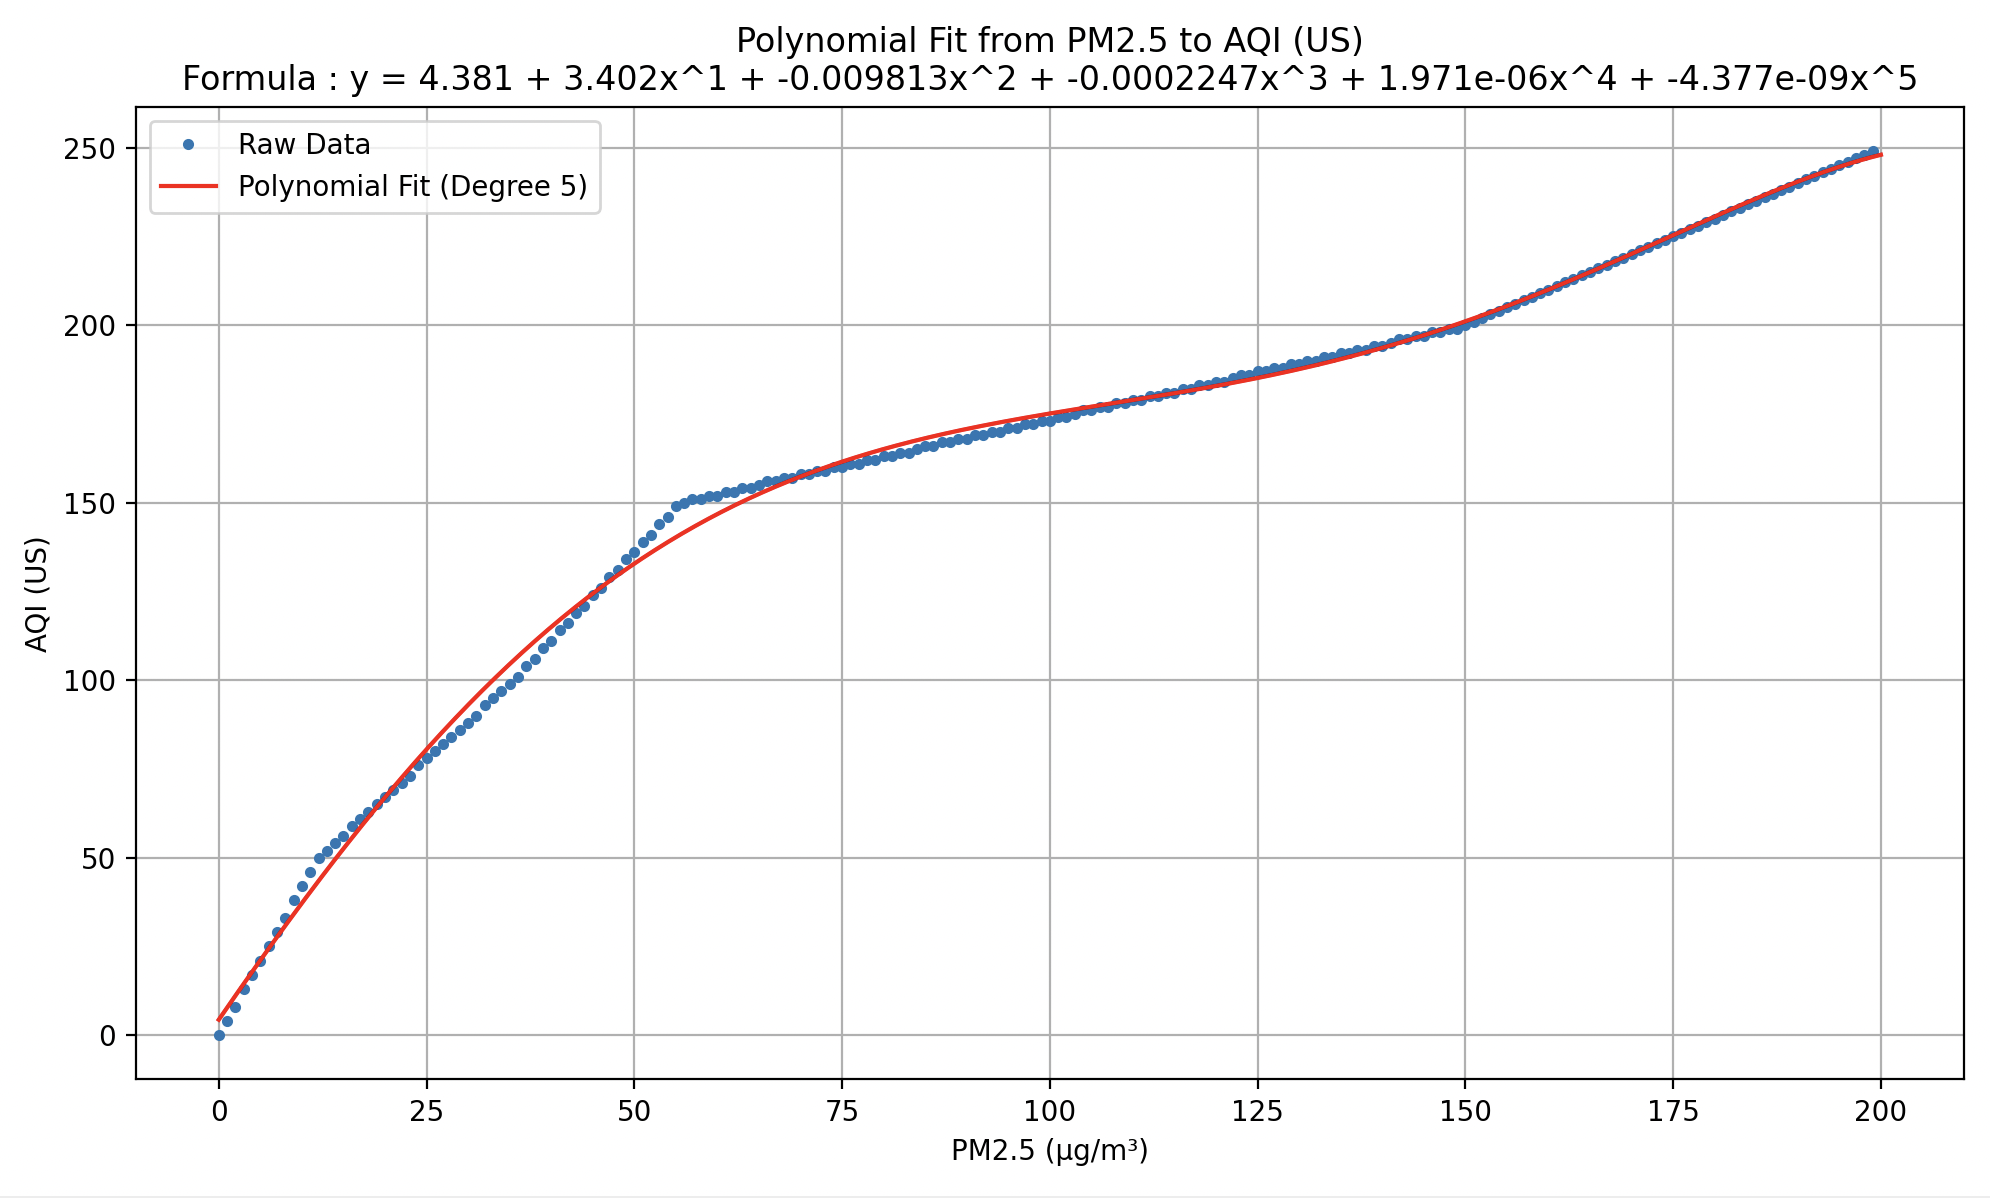 Polynomial Fit from PM2.5 to AQI (US)
Formula : y = 4.381 + 3.402x^1 + -0.009813x^2 + -0.0002247x^3 + 1.971e-06x^4 + -4.377e-09x^5
Raw Data
Polynomial Fit (Degree 5)
250
200
150
100
50
0
AQI (US)
0 25 50 75 100 125 150 175 200
PM2.5 (μg/m³)